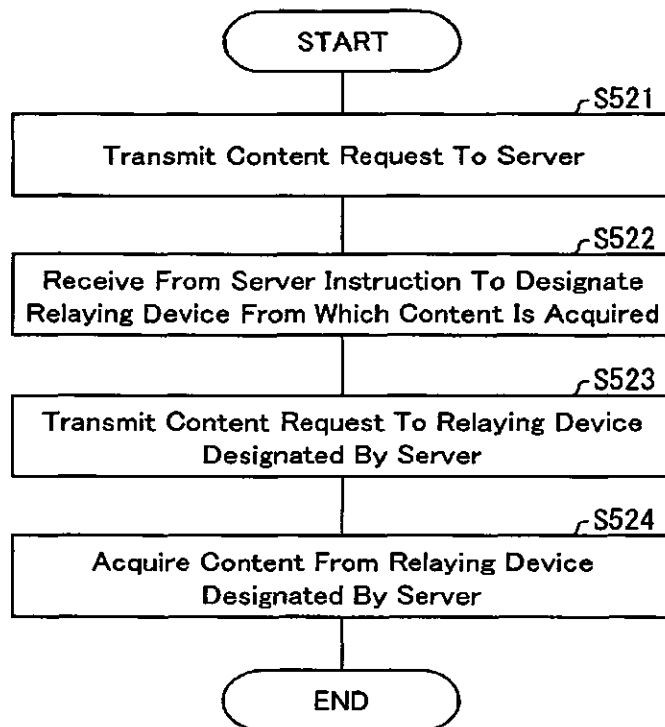 START
S521
Transmit Content Request To Server
S522
Receive From Server Instruction To Designate
Relaying Device From Which Content Is Acquired
S523
Transmit Content Request To Relaying Device
Designated By Server
S524
Acquire Content From Relaying Device
Designated By Server
END